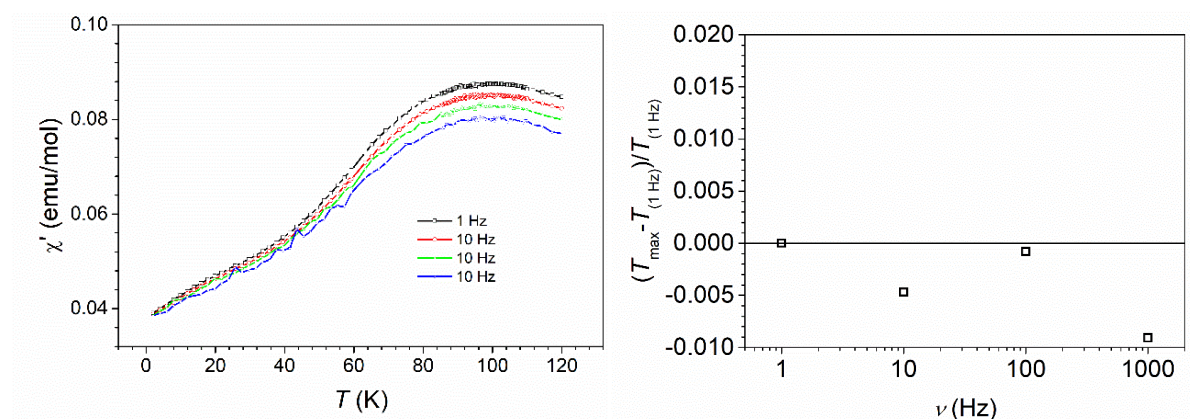 0.10
0.08
0.06
0.04
χ' (emu/mol)
1 Hz
10 Hz
10 Hz
10 Hz
0 20 40 60 80 100 120
T (K)
0.020
0.015
0.010
0.005
0.000
-0.005
-0.010
(Tmax-T(1 Hz))/T(1 Hz)
1 10 100 1000
ν (Hz)